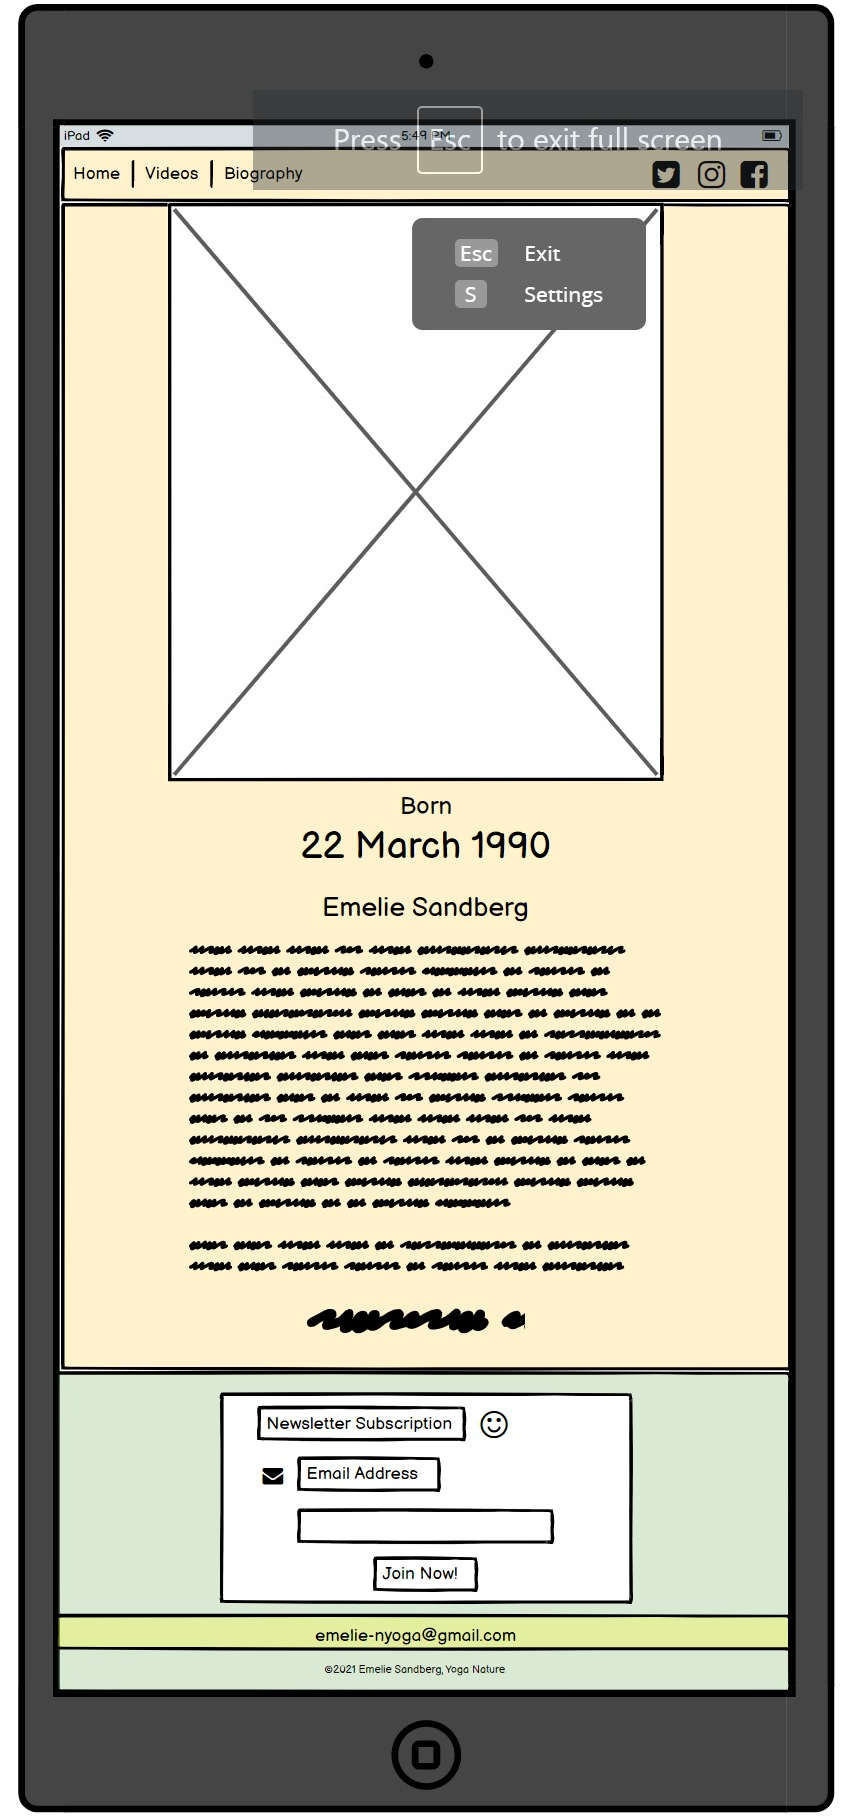 iPad 5:49 PM
Press Esc to exit full screen
Home Videos Biography
Esc Exit
S Settings
Born
22 March 1990
Emelie Sandberg
Newsletter Subscription
Email Address
Join Now!
emelie-nyoga@gmail.com
©2021 Emelie Sandberg, Yoga Nature